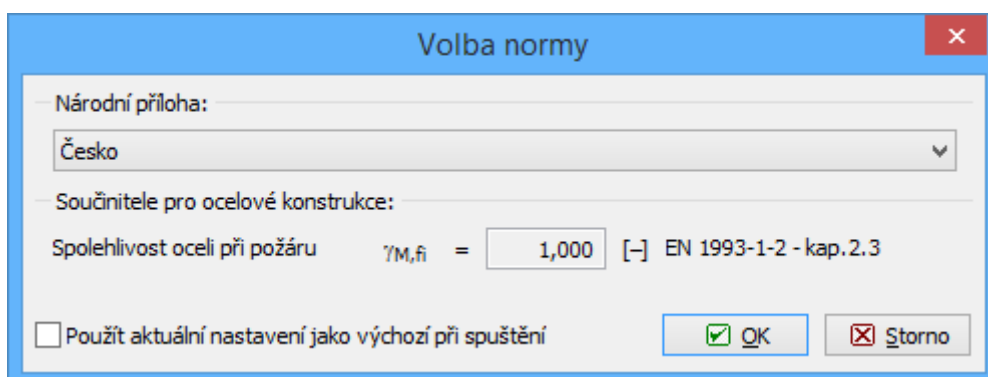 Volba normy
Národní příloha:
Česko
Součinitele pro ocelové konstrukce:
Spolehlivost oceli při požáru γM,fi = 1,000 [–] EN 1993-1-2 - kap.2.3
Použít aktuální nastavení jako výchozí při spuštění OK Storno